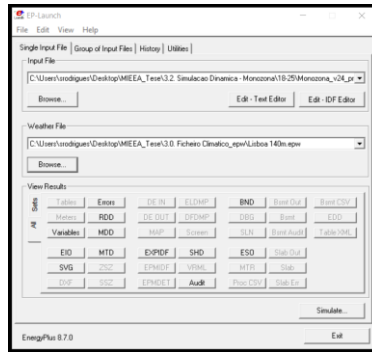 EP-Launch
File Edit View Help
Single Input File Group of Input Files History Utilities
Input File
C:\Users\srodrigues\Desktop\MIEEA_Tese\3.2. Simulacao Dinamica - Monozona\18-25\Monozona_v24_pr
Browse... Edit - Text Editor Edit - IDF Editor
Weather File
C:\Users\srodrigues\Desktop\MIEEA_Tese\3.0. Ficheiro Climatico_epw\Lisboa 140m.epw
Browse...
View Results
Sets
All
Tables Errors DE IN ELDMP BND Bsmt Out Bsmt CSV
Meters RDD DE OUT DFDMP DBG Bsmt EDD
Variables MDD MAP Screen SLN Bsmt Audit Table XML
EIO MTD EXPIDF SHD ESO Slab Out
SVG ZSZ EPMIDF VRML MTR Slab
DXF SSZ EPMDET Audit Proc CSV Slab Err
Simulate...
EnergyPlus 8.7.0 Exit